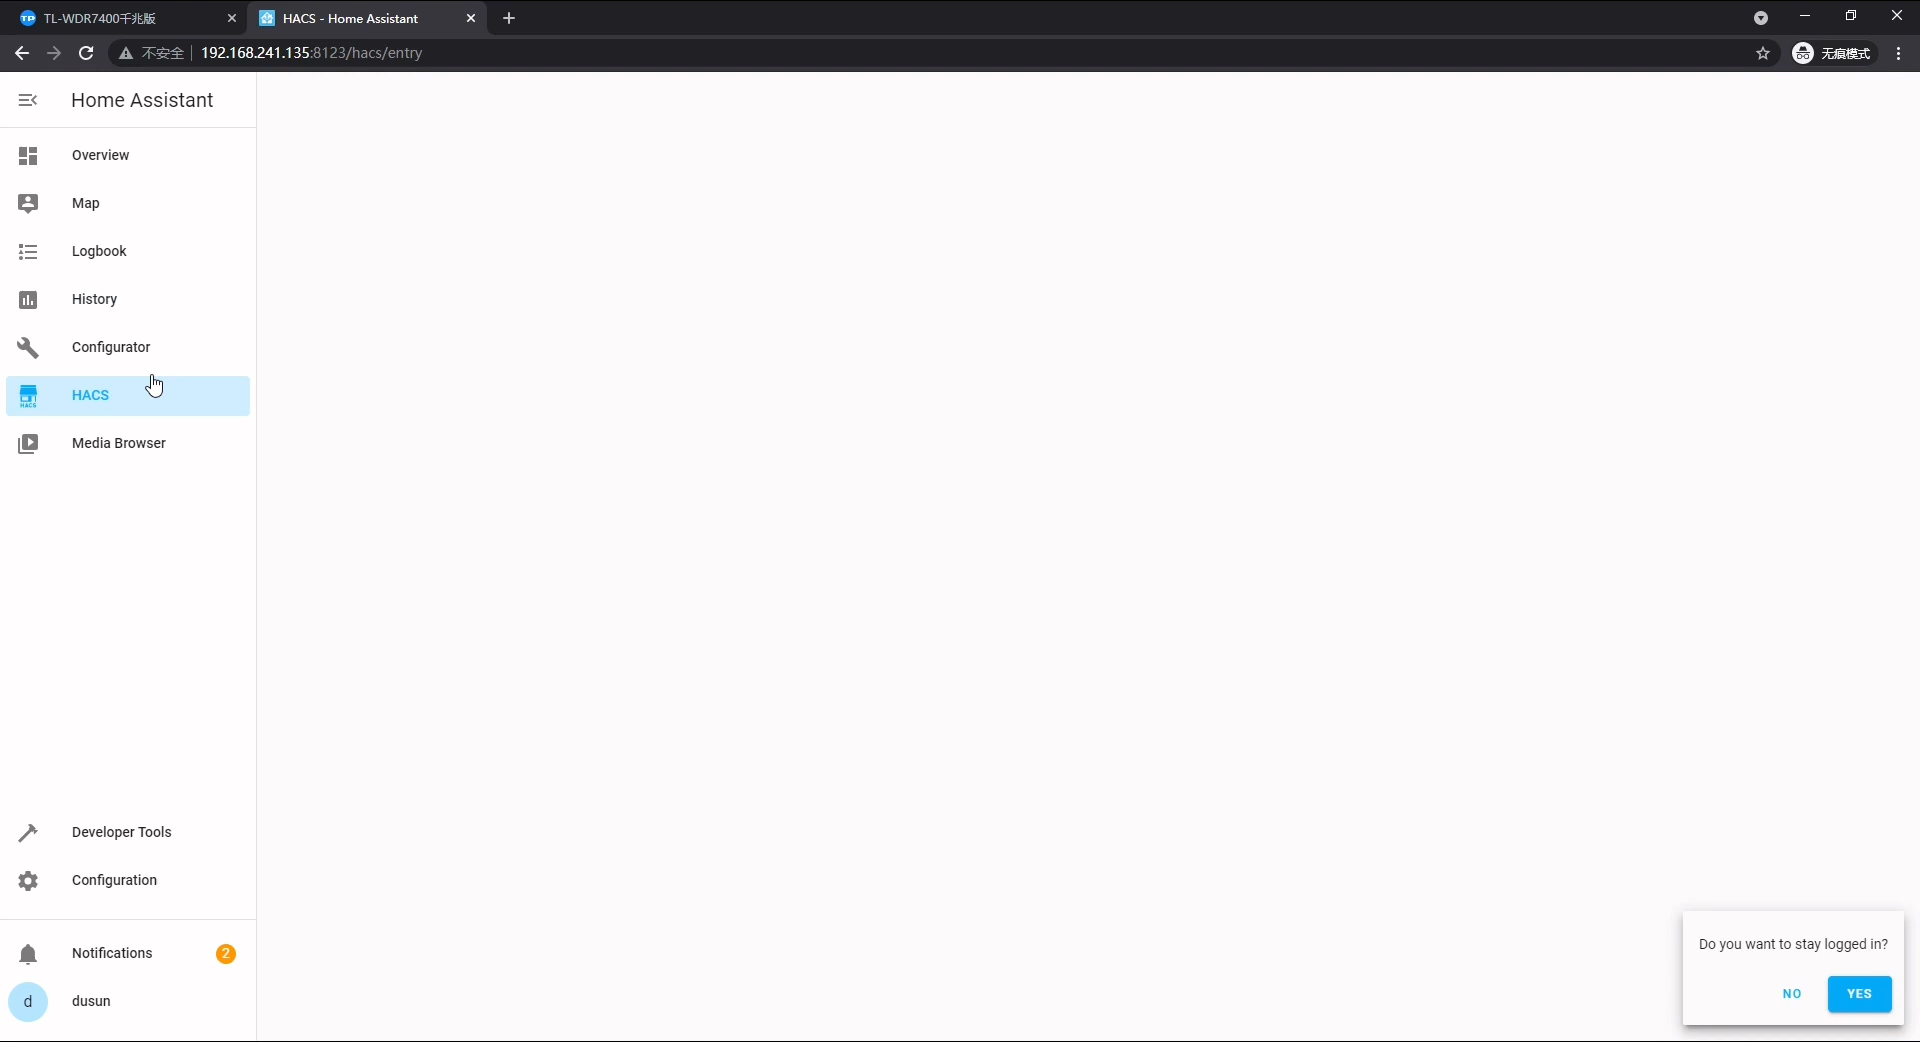 TL-WDR7400千兆版
HACS - Home Assistant
不安全
192.168.241.135:8123/hacs/entry
无痕模式
Home Assistant
Overview
Map
Logbook
History
Configurator
HACS
HACS
Media Browser
Developer Tools
Configuration
Notifications
2
d
dusun
Do you want to stay logged in?
NO
YES